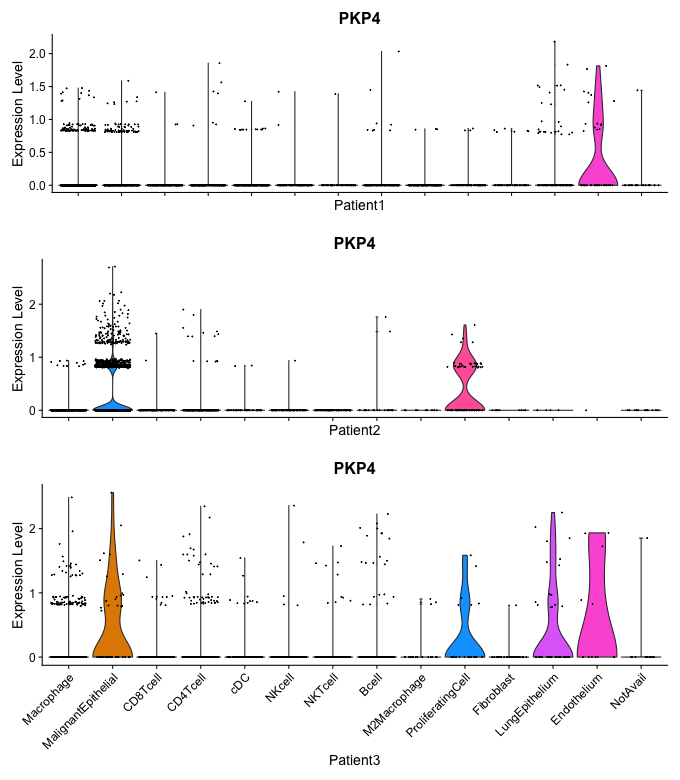 PKP4
Expression Level
2.0
1.5
1.0
0.5
0.0
Patient1
PKP4
Expression Level
2
1
0
Patient2
PKP4
Expression Level
2
1
0
Macrophage
MalignantEpithelial
CD8Tcell
CD4Tcell
cDC
NKcell
NKTcell
Bcell
M2Macrophage
ProliferatingCell
Fibroblast
LungEpithelium
Endothelium
NotAvail
Patient3